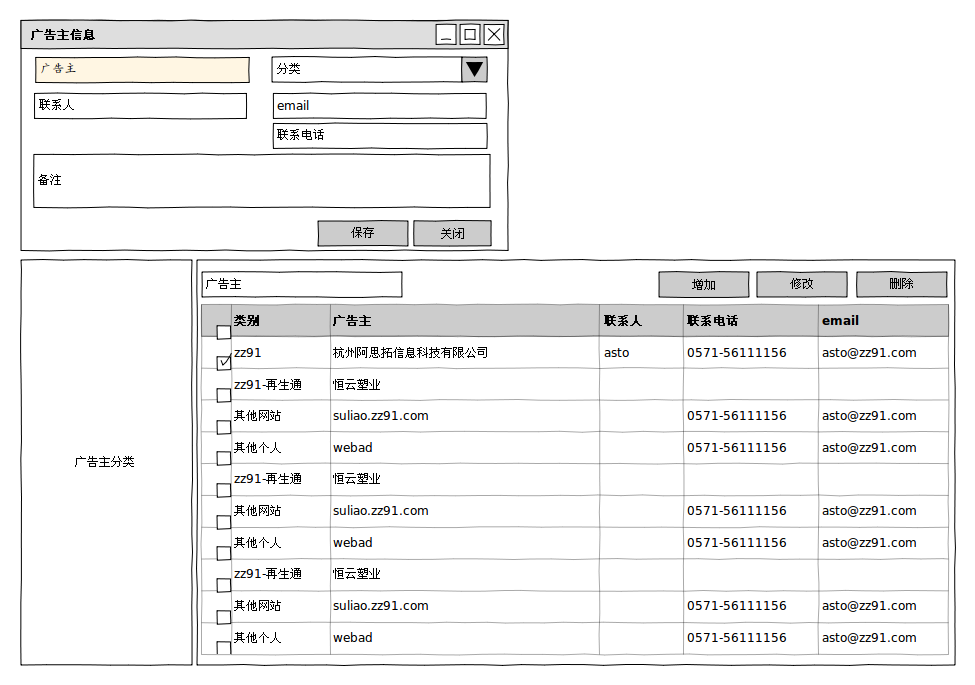 广告主信息
广告主 分类
联系人 email
联系电话
备注
保存 关闭
广告主分类
广告主 增加 修改 删除
类别 广告主 联系人 联系电话 email
zz91 杭州阿思拓信息科技有限公司 asto 0571-56111156 asto@zz91.com
zz91-再生通 恒云塑业
其他网站 suliao.zz91.com 0571-56111156 asto@zz91.com
其他个人 webad 0571-56111156 asto@zz91.com
zz91-再生通 恒云塑业
其他网站 suliao.zz91.com 0571-56111156 asto@zz91.com
其他个人 webad 0571-56111156 asto@zz91.com
zz91-再生通 恒云塑业
其他网站 suliao.zz91.com 0571-56111156 asto@zz91.com
其他个人 webad 0571-56111156 asto@zz91.com